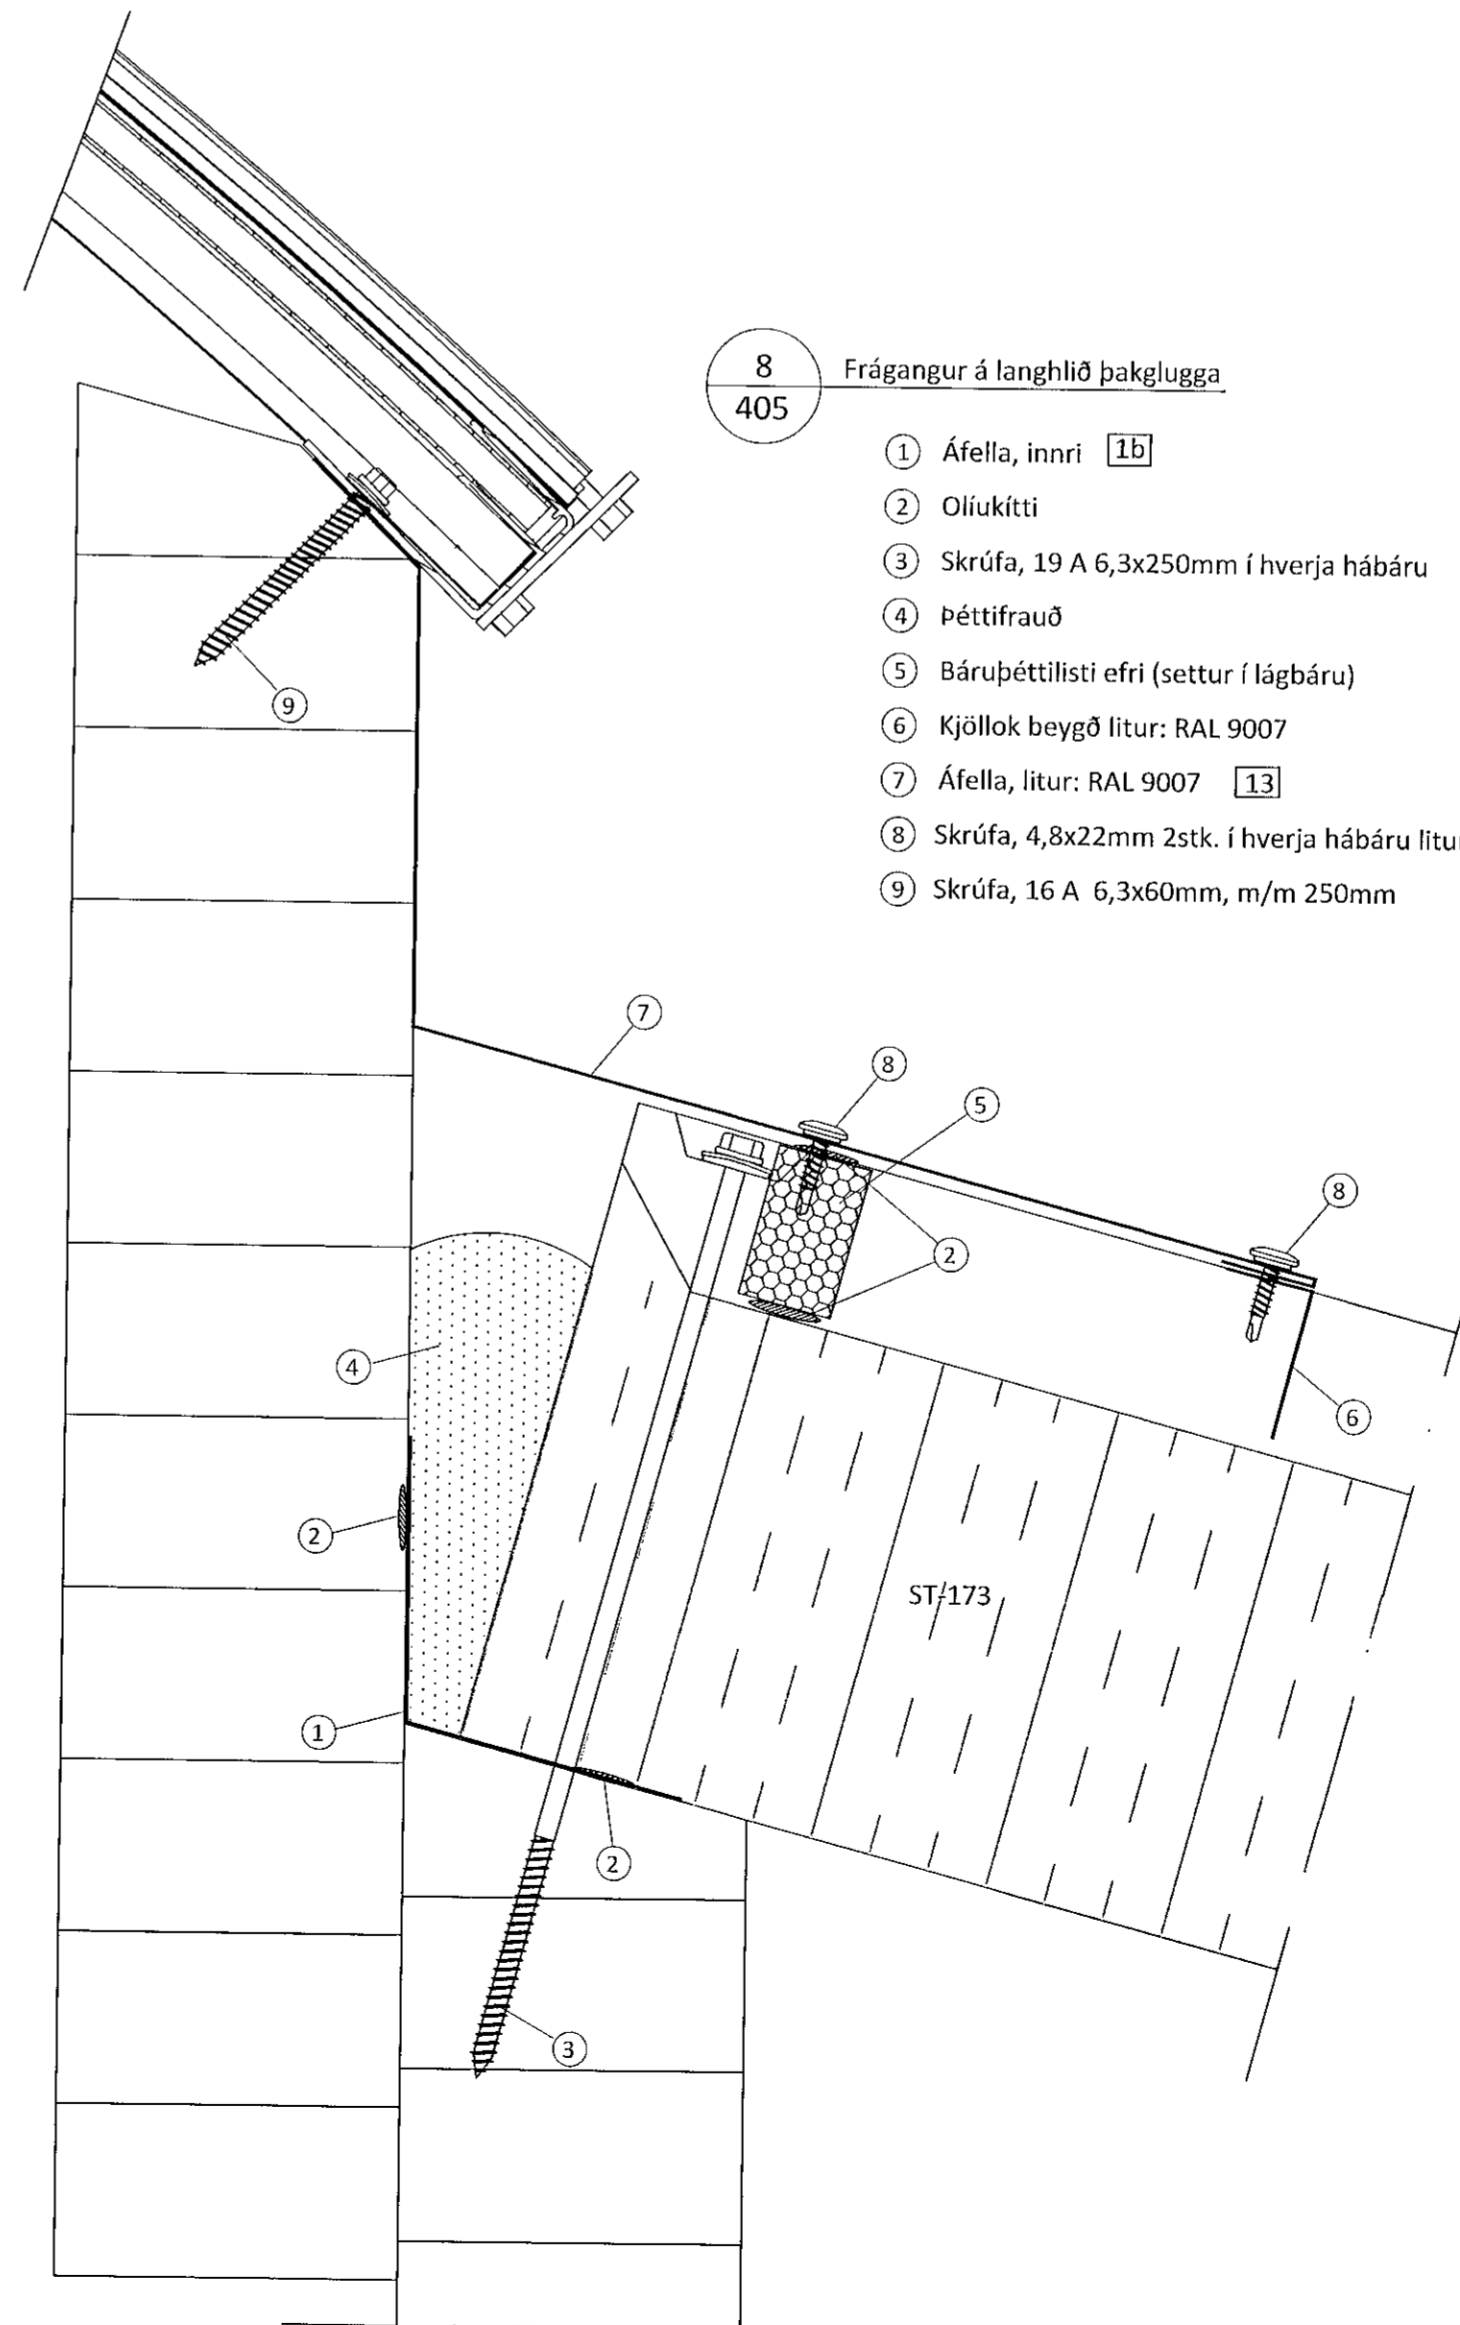 8
405
Frágangur á langhlið þakglugga
1 Áfella, innri 1b
2 Olíukítti
3 Skrúfa, 19 A 6,3x250mm í hverja hábáru
4 Þéttifrauð
5 Báruþéttilisti efri (settur í lágbáru)
6 Kjöllok beygð litur: RAL 9007
7 Áfella, litur: RAL 9007 13
8 Skrúfa, 4,8x22mm 2stk. í hverja hábáru litur
9 Skrúfa, 16 A 6,3x60mm, m/m 250mm
9
7
8
5
8
2
4
6
2
ST-173
1
2
3